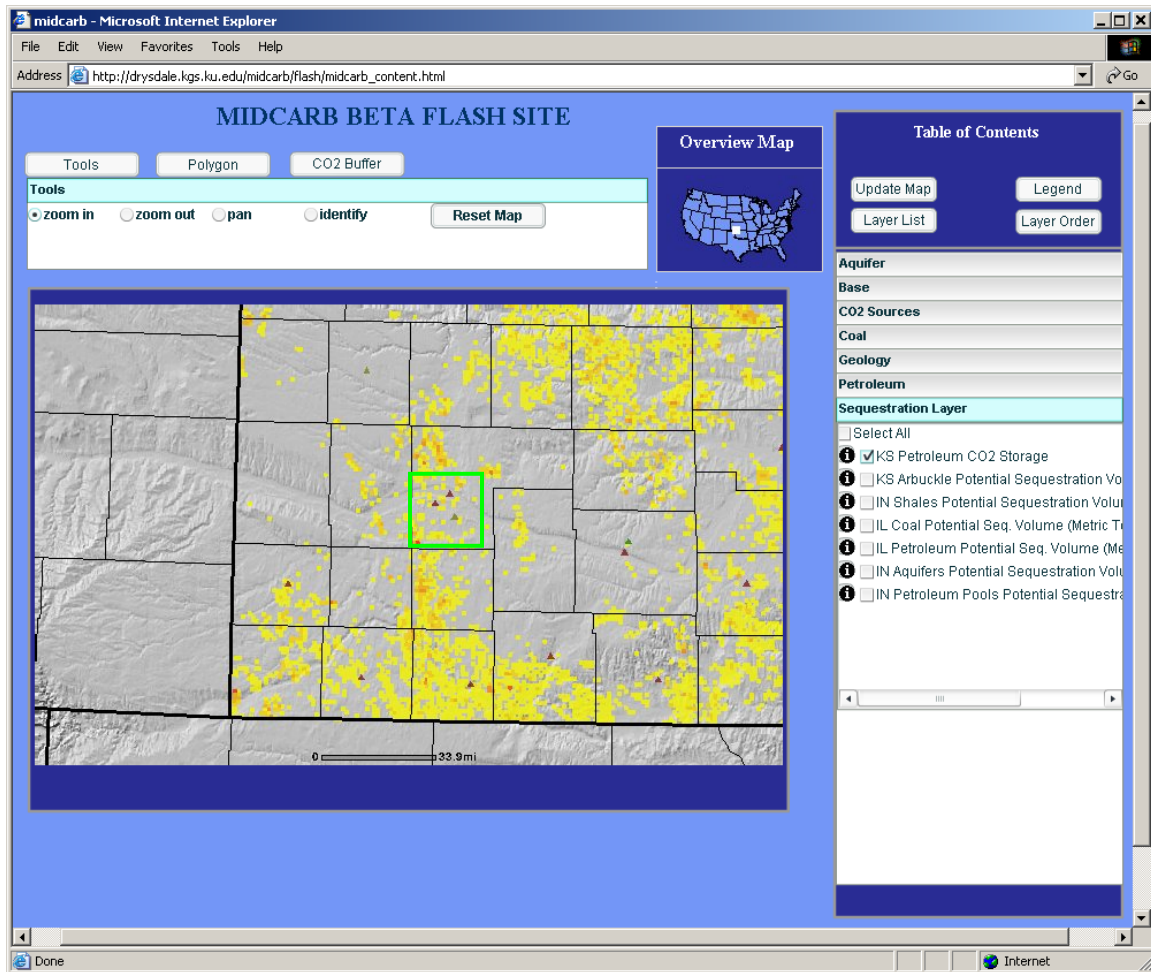 midcarb - Microsoft Internet Explorer
File Edit View Favorites Tools Help
Address http://drysdale.kgs.ku.edu/midcarb/flash/midcarb_content.html Go
MIDCARB BETA FLASH SITE
Tools Polygon CO2 Buffer
Tools
zoom in zoom out pan identify Reset Map
Overview Map
Table of Contents
Update Map Legend
Layer List Layer Order
Aquifer
Base
CO2 Sources
Coal
Geology
Petroleum
Sequestration Layer
Select All
KS Petroleum CO2 Storage
KS Arbuckle Potential Sequestration Vo
IN Shales Potential Sequestration Volu
IL Coal Potential Seq. Volume (Metric T
IL Petroleum Potential Seq. Volume (Me
IN Aquifers Potential Sequestration Volu
IN Petroleum Pools Potential Sequestra
0 33.9mi
Done Internet